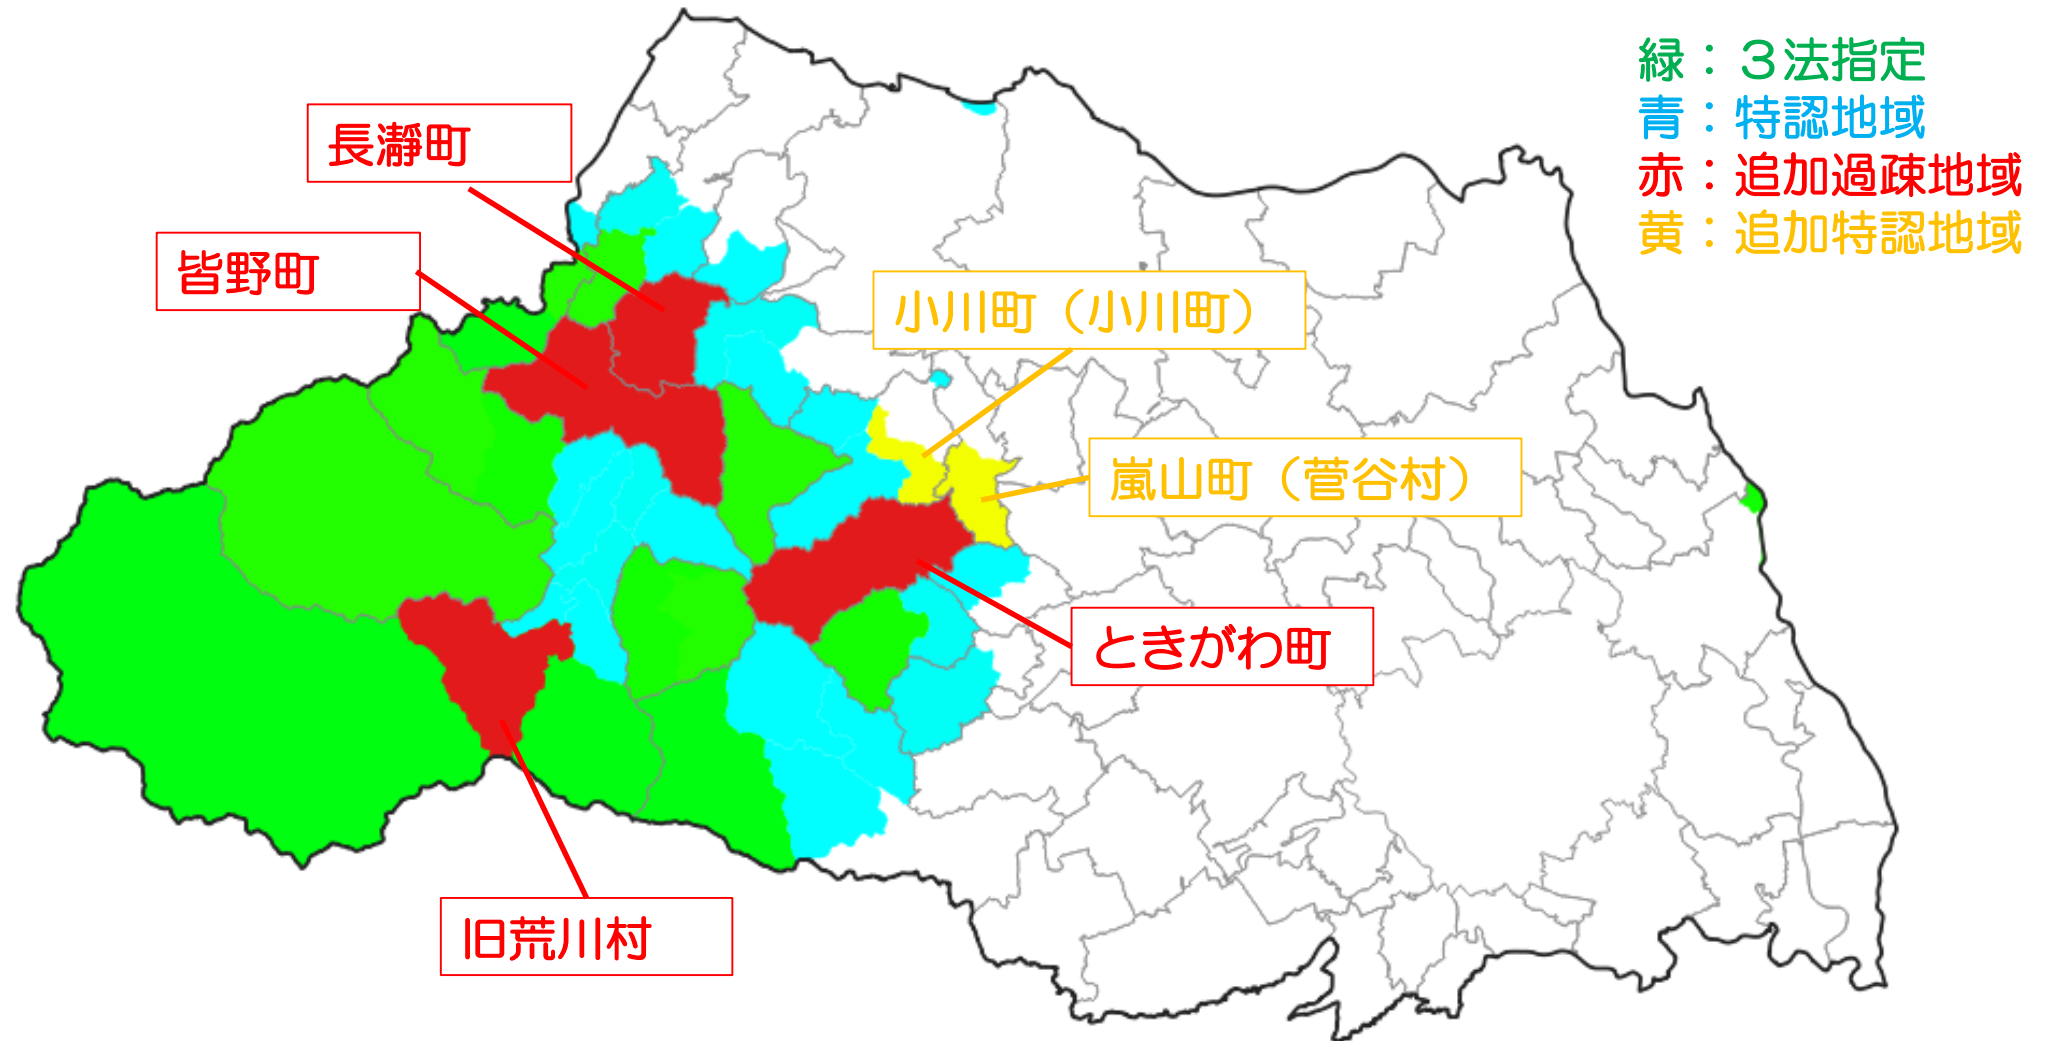 緑：３法指定
青：特認地域
赤：追加過疎地域
黄：追加特認地域
長瀞町
皆野町
小川町（小川町）
嵐山町（菅谷村）
ときがわ町
旧荒川村